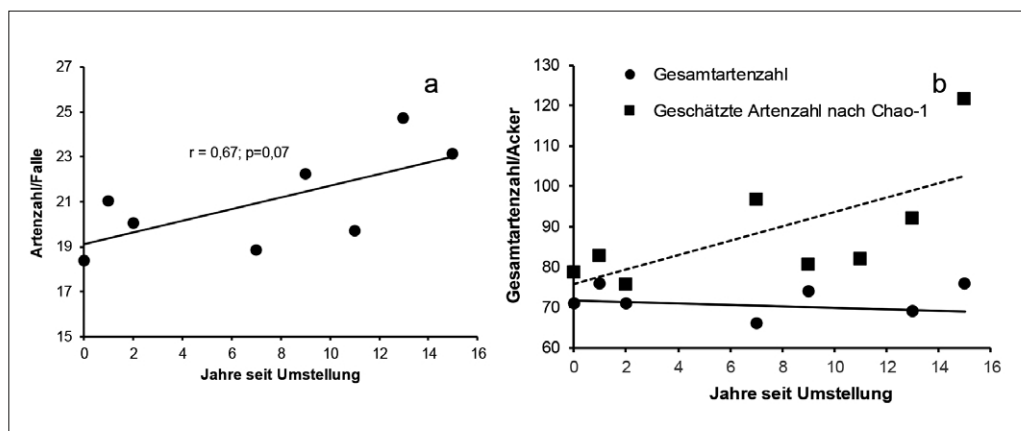 a
r = 0,67; p=0,07
Artenzahl/Falle
27
25
23
21
19
17
15
0 2 4 6 8 10 12 14 16
Jahre seit Umstellung
b
Gesamtartenzahl
Geschätzte Artenzahl nach Chao-1
Gesamtartenzahl/Acker
130
120
110
100
90
80
70
60
0 2 4 6 8 10 12 14 16
Jahre seit Umstellung